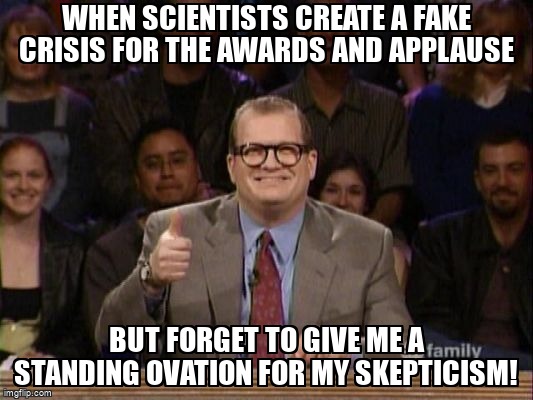 WHEN SCIENTISTS CREATE A FAKE
CRISIS FOR THE AWARDS AND APPLAUSE
BUT FORGET TO GIVE ME A
family
STANDING OVATION FOR MY SKEPTICISM!
imgflip.com